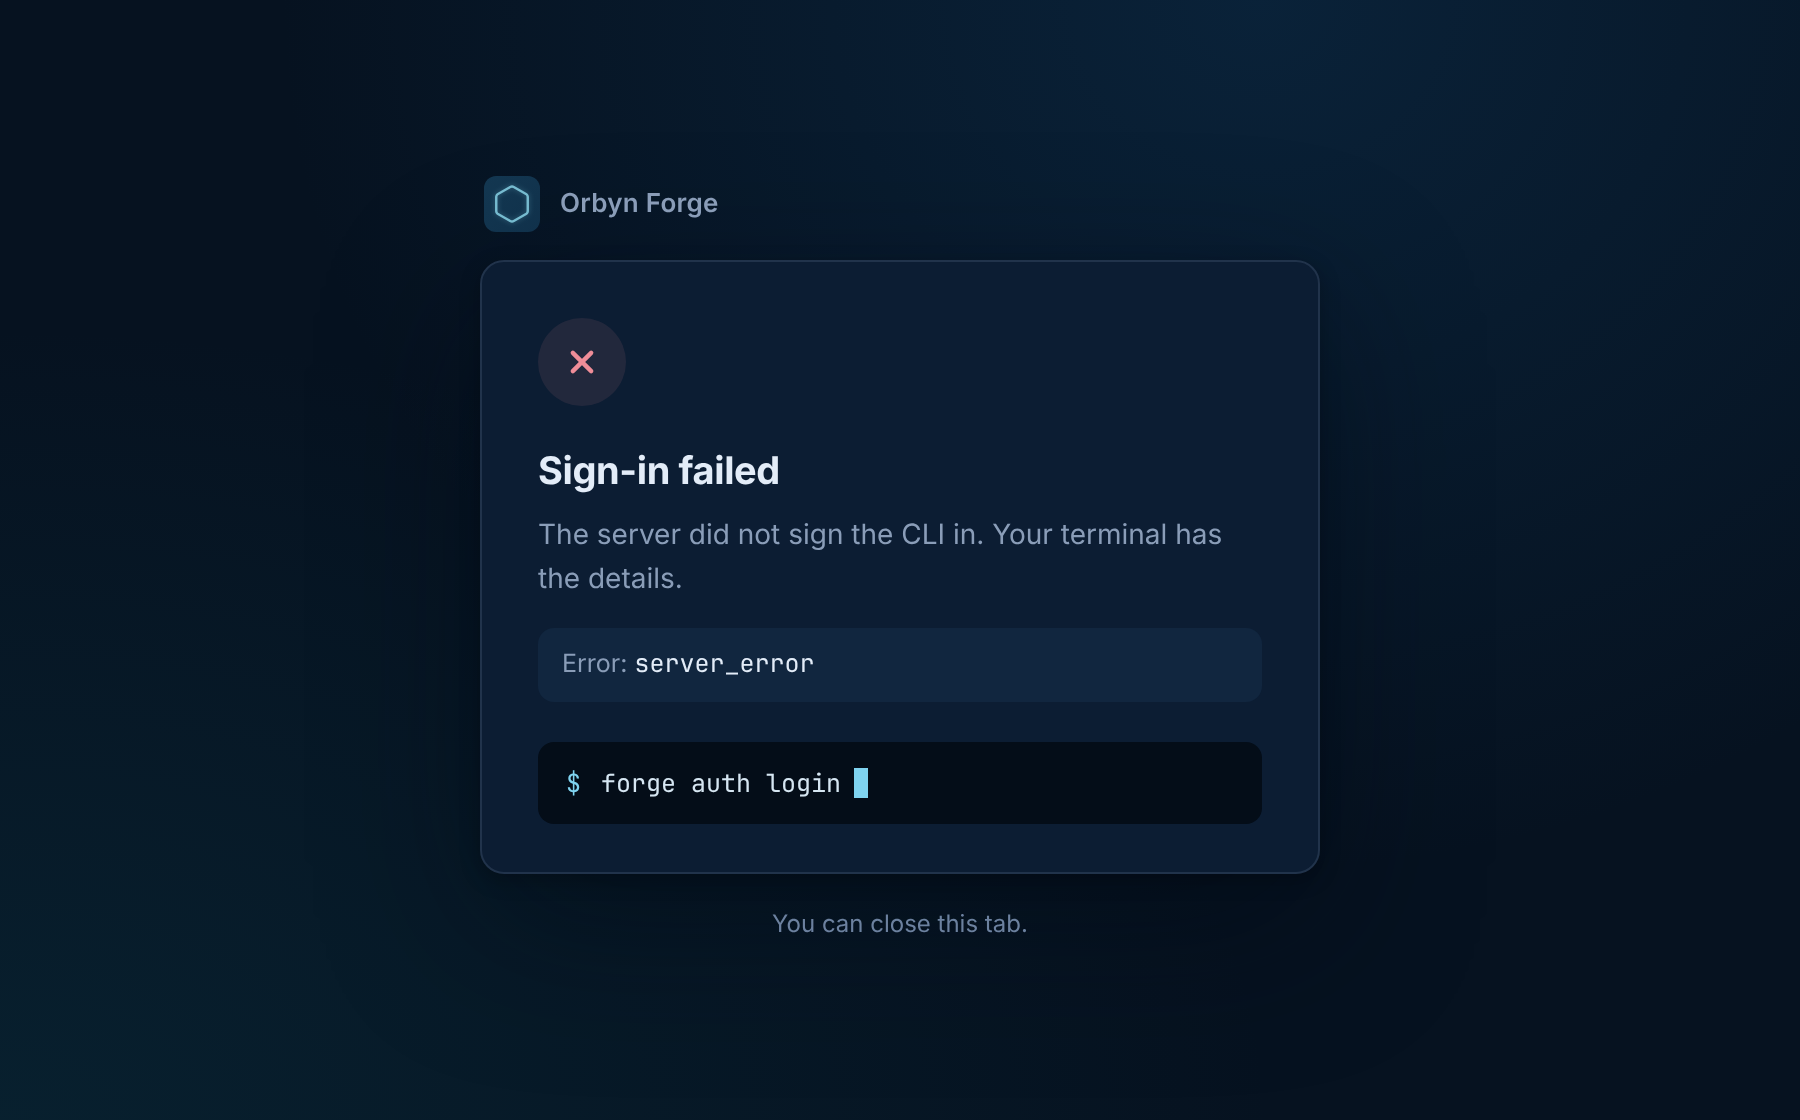 Orbyn Forge
Sign-in failed
The server did not sign the CLI in. Your terminal has
the details.
Error: server_error
$ forge auth login
You can close this tab.